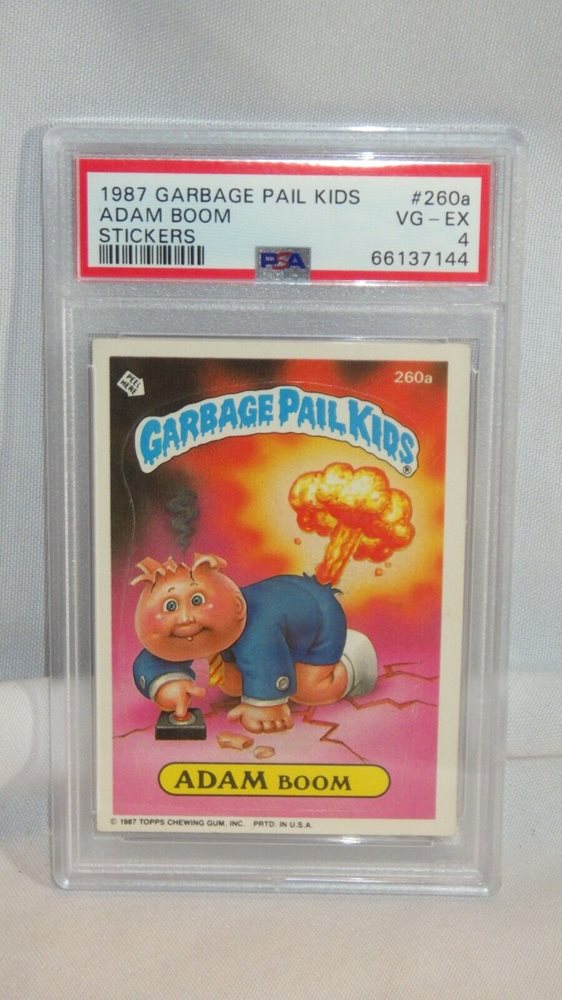 1987 GARBAGE PAIL KIDS #260a
ADAM BOOM VG - EX
STICKERS 4
PSA 66137144
PEEL
HERE
260a
GARBAGE PAIL KIDS®
ADAM BOOM
© 1987 TOPPS CHEWING GUM, INC. PRTD. IN U.S.A.